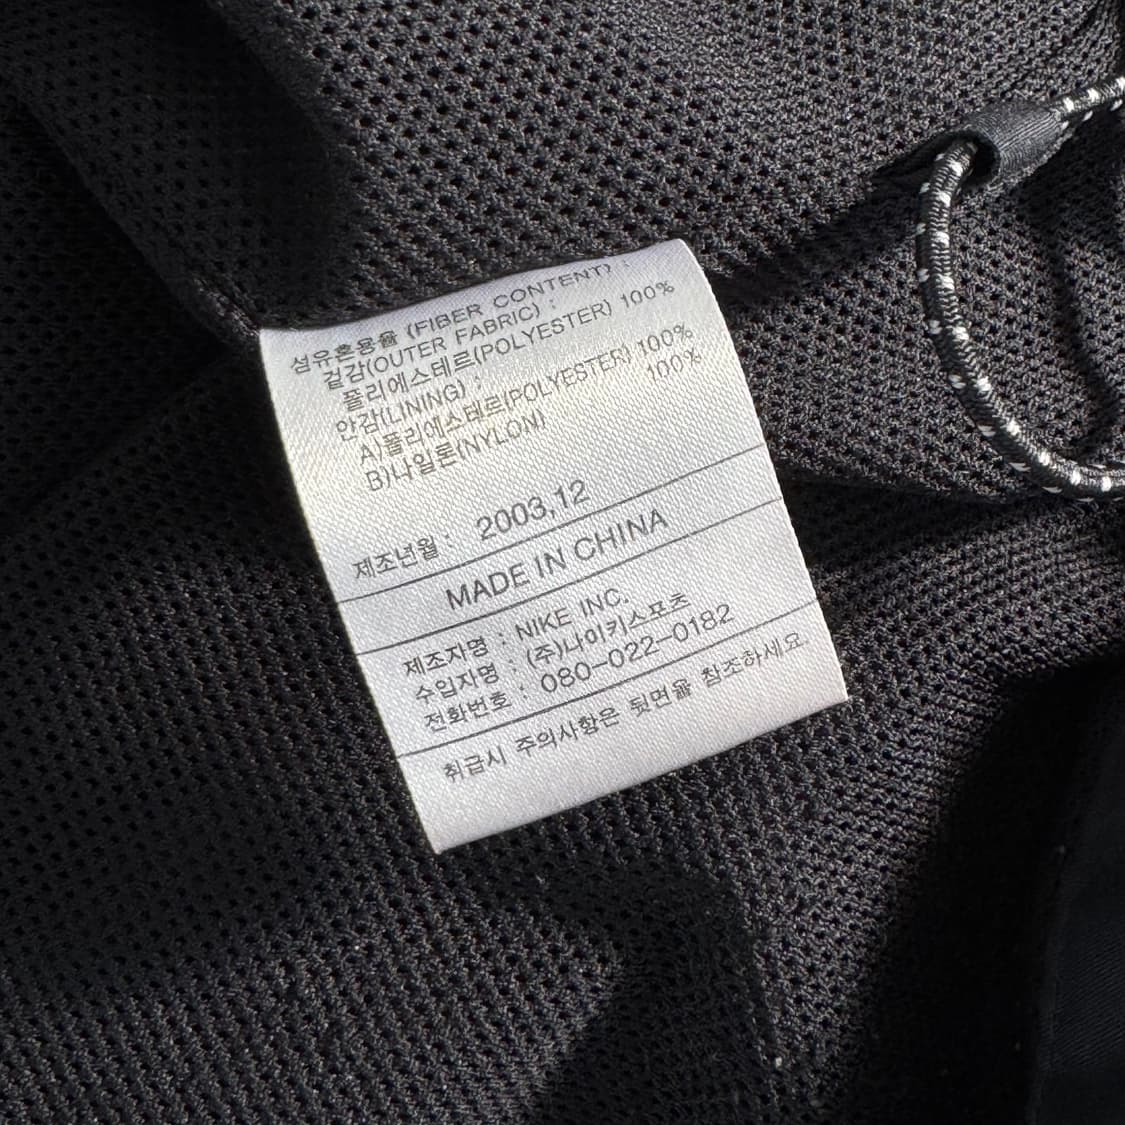 섬유혼용율 (FIBER CONTENT) :
겉감(OUTER FABRIC) :
폴리에스테르(POLYESTER) 100%
안감(LINING) :
A)폴리에스테르(POLYESTER) 100%
B)나일론(NYLON) 100%
제조년월 : 2003,12
MADE IN CHINA
제조자명 : NIKE INC.
수입자명 : (주)나이키스포츠
전화번호 : 080-022-0182
취급시 주의사항은 뒷면을 참조하세요.